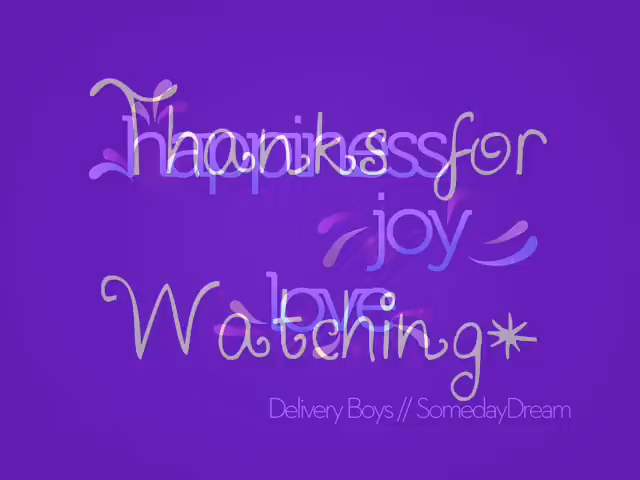 Thanks for
happiness
joy
love
Watching*
Delivery Boys // SomedayDream